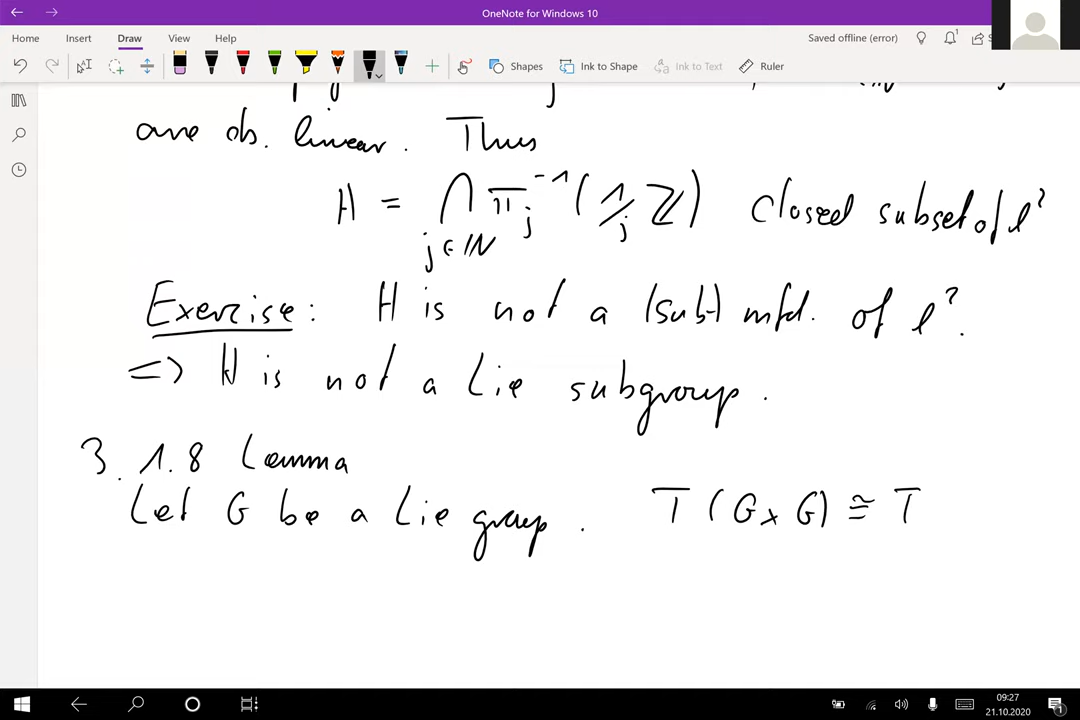 OneNote for Windows 10
Home Insert Draw View Help Saved offline (error)
Shapes Ink to Shape Ink to Text Ruler
are ob. linear. Thus
H = ⋂_{j∈ℕ} π_j^{-1}(1/j ℤ) closed subset of ℓ²
Exercise: H is not a (sub) mfd. of ℓ².
=> H is not a Lie subgroup.
3.1.8 Lemma
Let G be a Lie group. T(G×G) ≅ T
09:27
21.10.2020